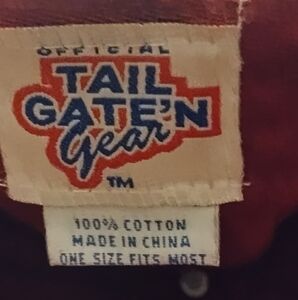 OFFICIAL
TAIL
GATE'N
Gear
TM
100% COTTON
MADE IN CHINA
ONE SIZE FITS MOST